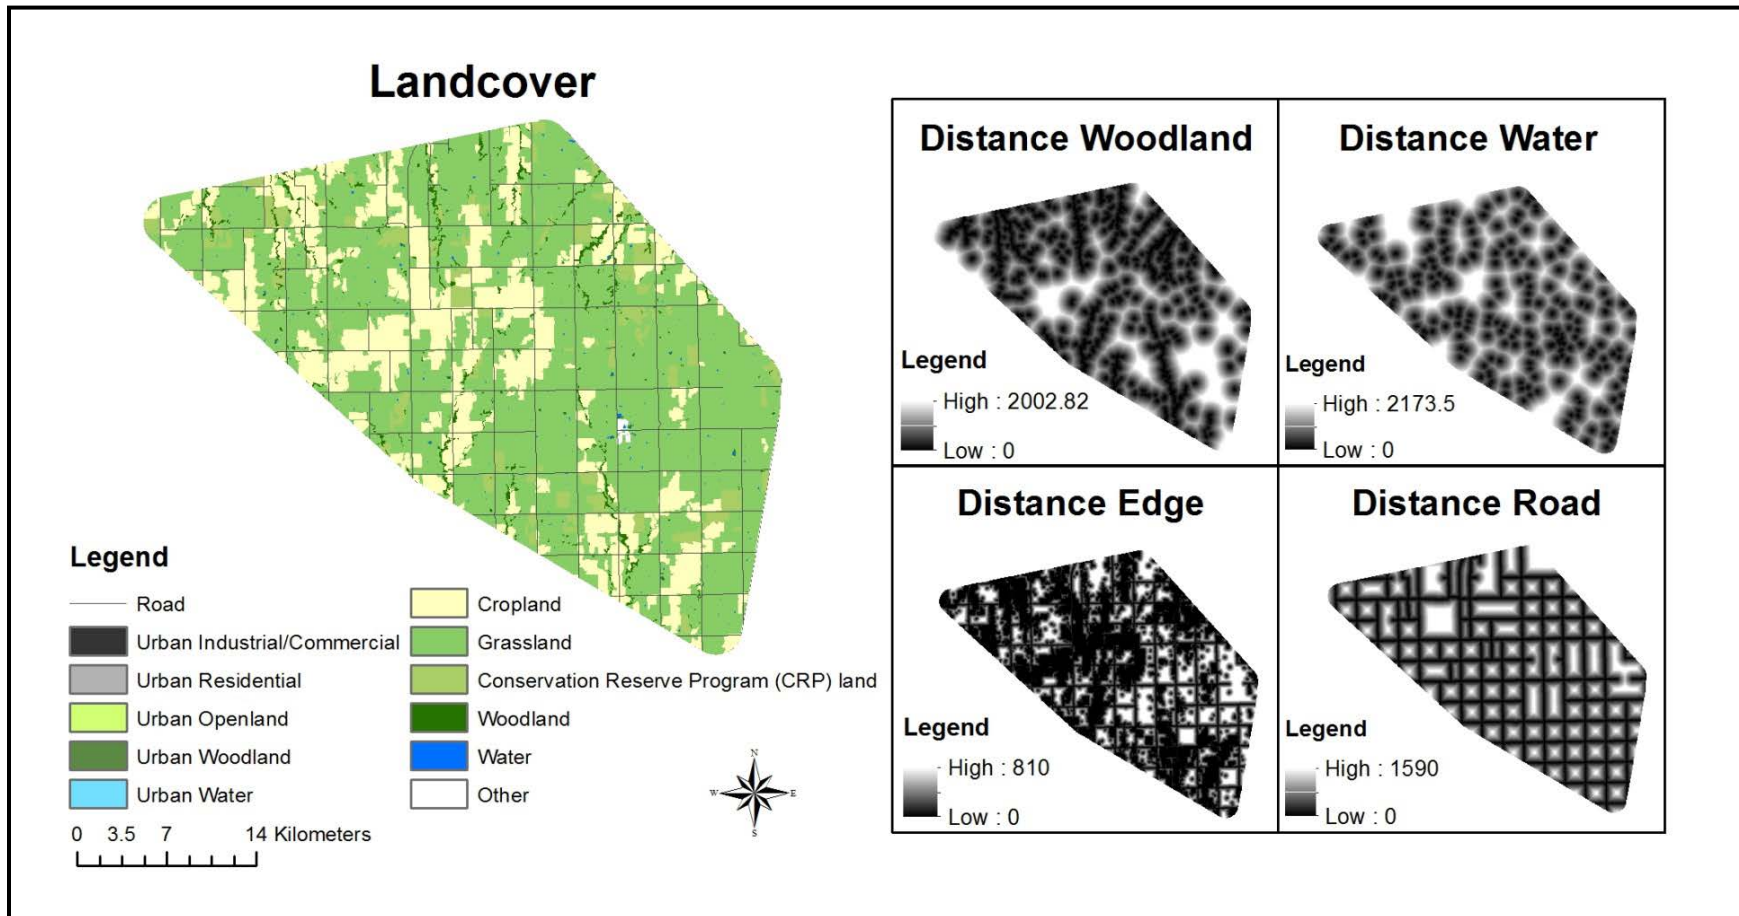 Landcover
Legend
Road
Urban Industrial/Commercial
Urban Residential
Urban Openland
Urban Woodland
Urban Water
Cropland
Grassland
Conservation Reserve Program (CRP) land
Woodland
Water
Other
0 3.5 7 14 Kilometers
N
W E
S
Distance Woodland
Legend
High : 2002.82
Low : 0
Distance Water
Legend
High : 2173.5
Low : 0
Distance Edge
Legend
High : 810
Low : 0
Distance Road
Legend
High : 1590
Low : 0